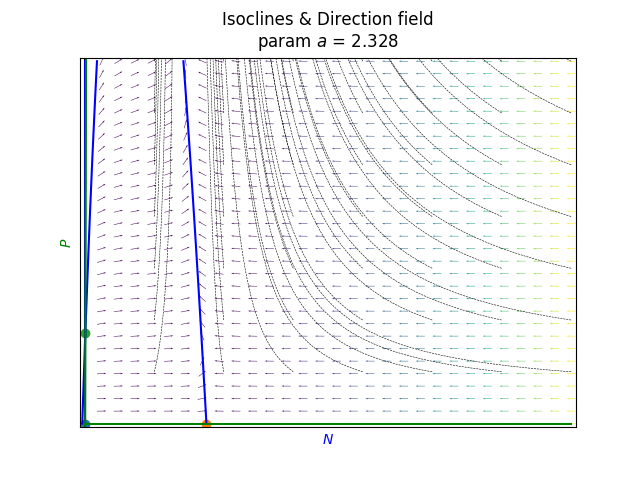 Isoclines & Direction field
param a = 2.328
P
N